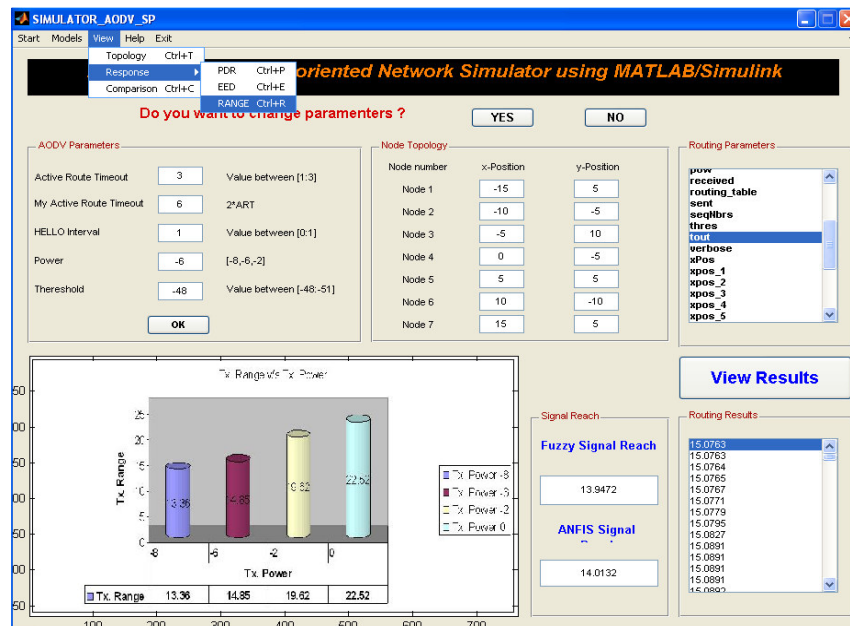 SIMULATOR_AODV_SP
Start Models View Help Exit
Topology Ctrl+T
Response
Comparison Ctrl+C
PDR Ctrl+P
EED Ctrl+E
RANGE Ctrl+R
oriented Network Simulator using MATLAB/Simulink
Do you want to change paramenters ?
YES
NO
AODV Parameters
Active Route Timeout 3 Value between [1:3]
My Active Route Timeout 6 2*ART
HELLO Interval 1 Value between [0:1]
Power -6 [-8,-6,-2]
Thereshold -48 Value between [-48:-51]
OK
Node Topology
Node number x-Position y-Position
Node 1 -15 5
Node 2 -10 -5
Node 3 -5 10
Node 4 0 -5
Node 5 5 5
Node 6 10 -10
Node 7 15 5
Routing Parameters
pow
received
routing_table
sent
seqNbrs
thres
tout
verbose
xPos
xpos_1
xpos_2
xpos_3
xpos_4
xpos_5
View Results
Tx. Range v/s Tx. Power
Tx. Range
25
20
15
10
5
0
13.36
14.85
19.62
22.52
-8 -6 -2 0
Tx. Power
Tx. Range 13.36 14.85 19.62 22.52
Tx. Power -8
Tx. Power -6
Tx. Power -2
Tx. Power 0
50
00
50
00
50
00
50
100 200 300 400 500 600 700
Signal Reach
Fuzzy Signal Reach
13.9472
ANFIS Signal
14.0132
Routing Results
15.0763
15.0763
15.0764
15.0765
15.0767
15.0771
15.0779
15.0795
15.0827
15.0891
15.0891
15.0891
15.0891
15.0892